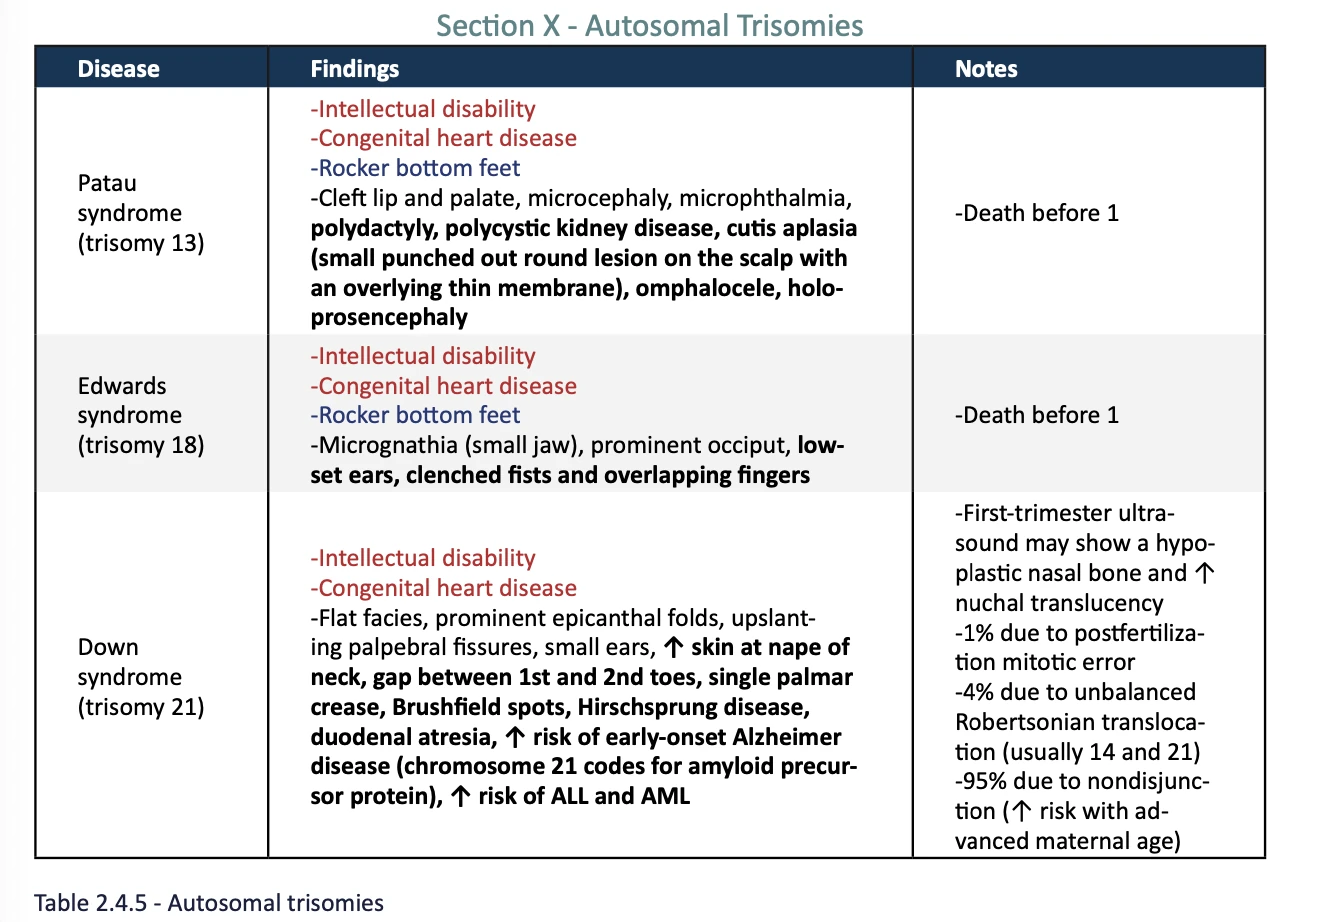 Section X - Autosomal Trisomies
Disease
Findings
Notes
Patau
syndrome
(trisomy 13)
-Intellectual disability
-Congenital heart disease
-Rocker bottom feet
-Cleft lip and palate, microcephaly, microphthalmia,
polydactyly, polycystic kidney disease, cutis aplasia
(small punched out round lesion on the scalp with
an overlying thin membrane), omphalocele, holo-
prosencephaly
-Death before 1
Edwards
syndrome
(trisomy 18)
-Intellectual disability
-Congenital heart disease
-Rocker bottom feet
-Micrognathia (small jaw), prominent occiput, low-
set ears, clenched fists and overlapping fingers
-Death before 1
Down
syndrome
(trisomy 21)
-Intellectual disability
-Congenital heart disease
-Flat facies, prominent epicanthal folds, upslant-
ing palpebral fissures, small ears, ↑ skin at nape of
neck, gap between 1st and 2nd toes, single palmar
crease, Brushfield spots, Hirschsprung disease,
duodenal atresia, ↑ risk of early-onset Alzheimer
disease (chromosome 21 codes for amyloid precur-
sor protein), ↑ risk of ALL and AML
-First-trimester ultra-
sound may show a hypo-
plastic nasal bone and ↑
nuchal translucency
-1% due to postfertiliza-
tion mitotic error
-4% due to unbalanced
Robertsonian transloca-
tion (usually 14 and 21)
-95% due to nondisjunc-
tion (↑ risk with ad-
vanced maternal age)
Table 2.4.5 - Autosomal trisomies